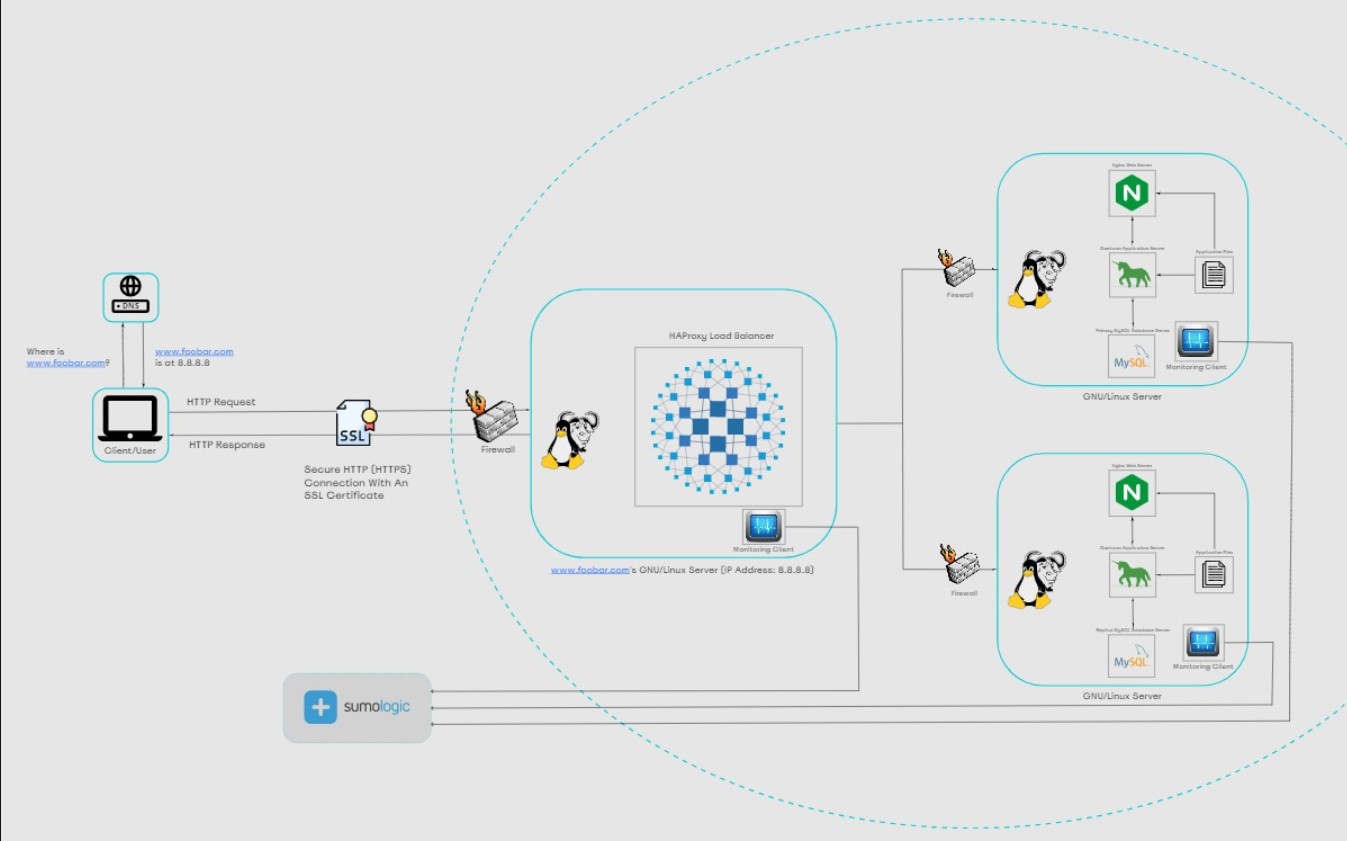 DNS
Where is
www.foobar.com?
www.foobar.com
is at 8.8.8.8
Client/User
HTTP Request
HTTP Response
SSL
Secure HTTP (HTTPS)
Connection With An
SSL Certificate
Firewall
HAProxy Load Balancer
Monitoring Client
www.foobar.com's GNU/Linux Server (IP Address: 8.8.8.8)
sumologic
Firewall
Nginx Web Server
N
Application Server
Application Files
Primary MySQL Database Server
MySQL
Monitoring Client
GNU/Linux Server
Firewall
Nginx Web Server
N
Application Server
Application Files
Replica MySQL Database Server
MySQL
Monitoring Client
GNU/Linux Server